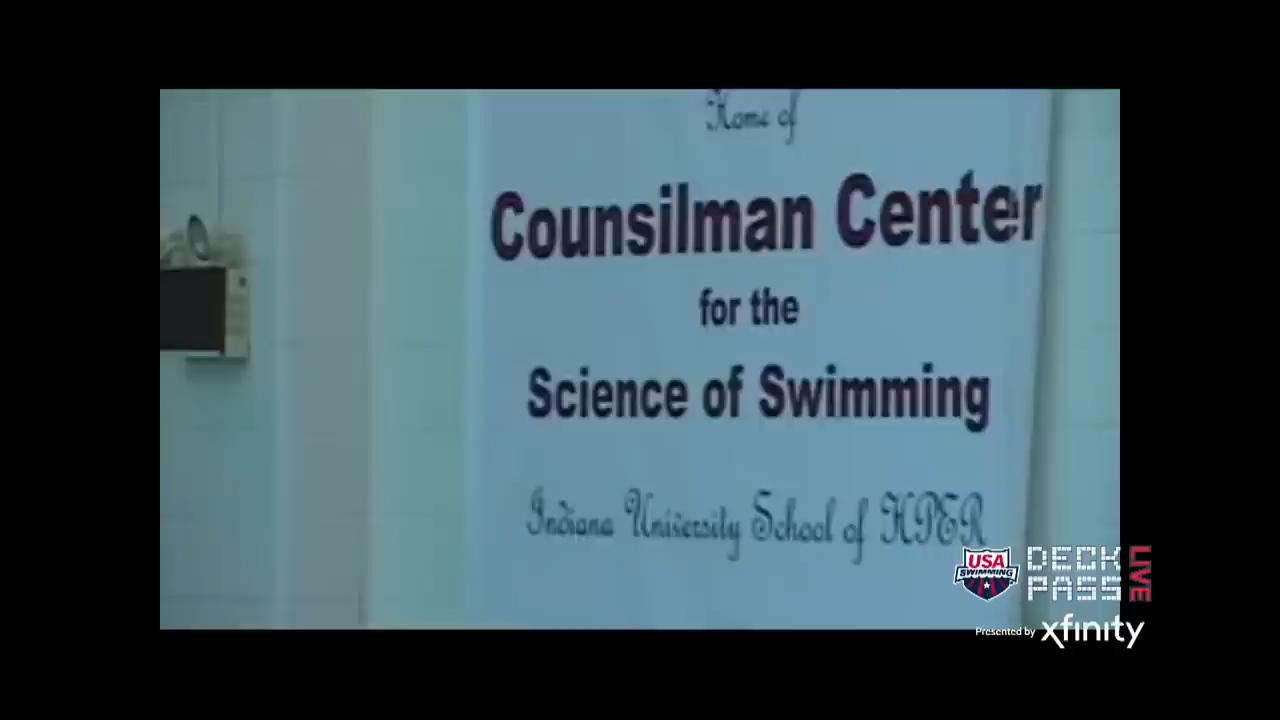 Home of
Counsilman Center
for the
Science of Swimming
Indiana University School of HPER
USA
SWIMMING
DECK
PASS
LIVE
Presented by xfinity